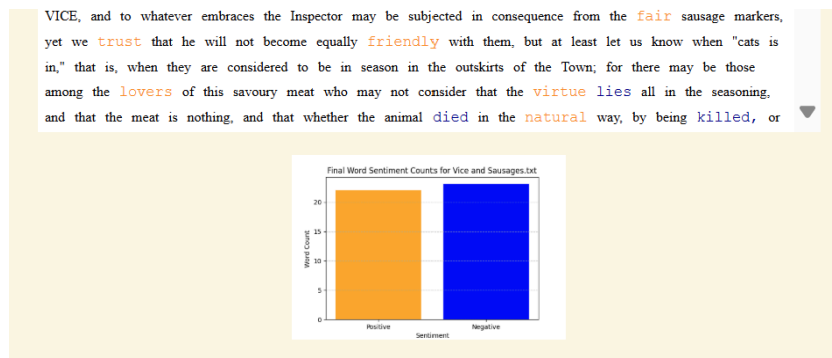 VICE, and to whatever embraces the Inspector may be subjected in consequence from the fair sausage markers,
yet we trust that he will not become equally friendly with them, but at least let us know when "cats is
in," that is, when they are considered to be in season in the outskirts of the Town; for there may be those
among the lovers of this savoury meat who may not consider that the virtue lies all in the seasoning,
and that the meat is nothing, and that whether the animal died in the natural way, by being killed, or
Final Word Sentiment Counts for Vice and Sausages.txt
20
15
10
5
0
Word Count
Positive
Negative
Sentiment